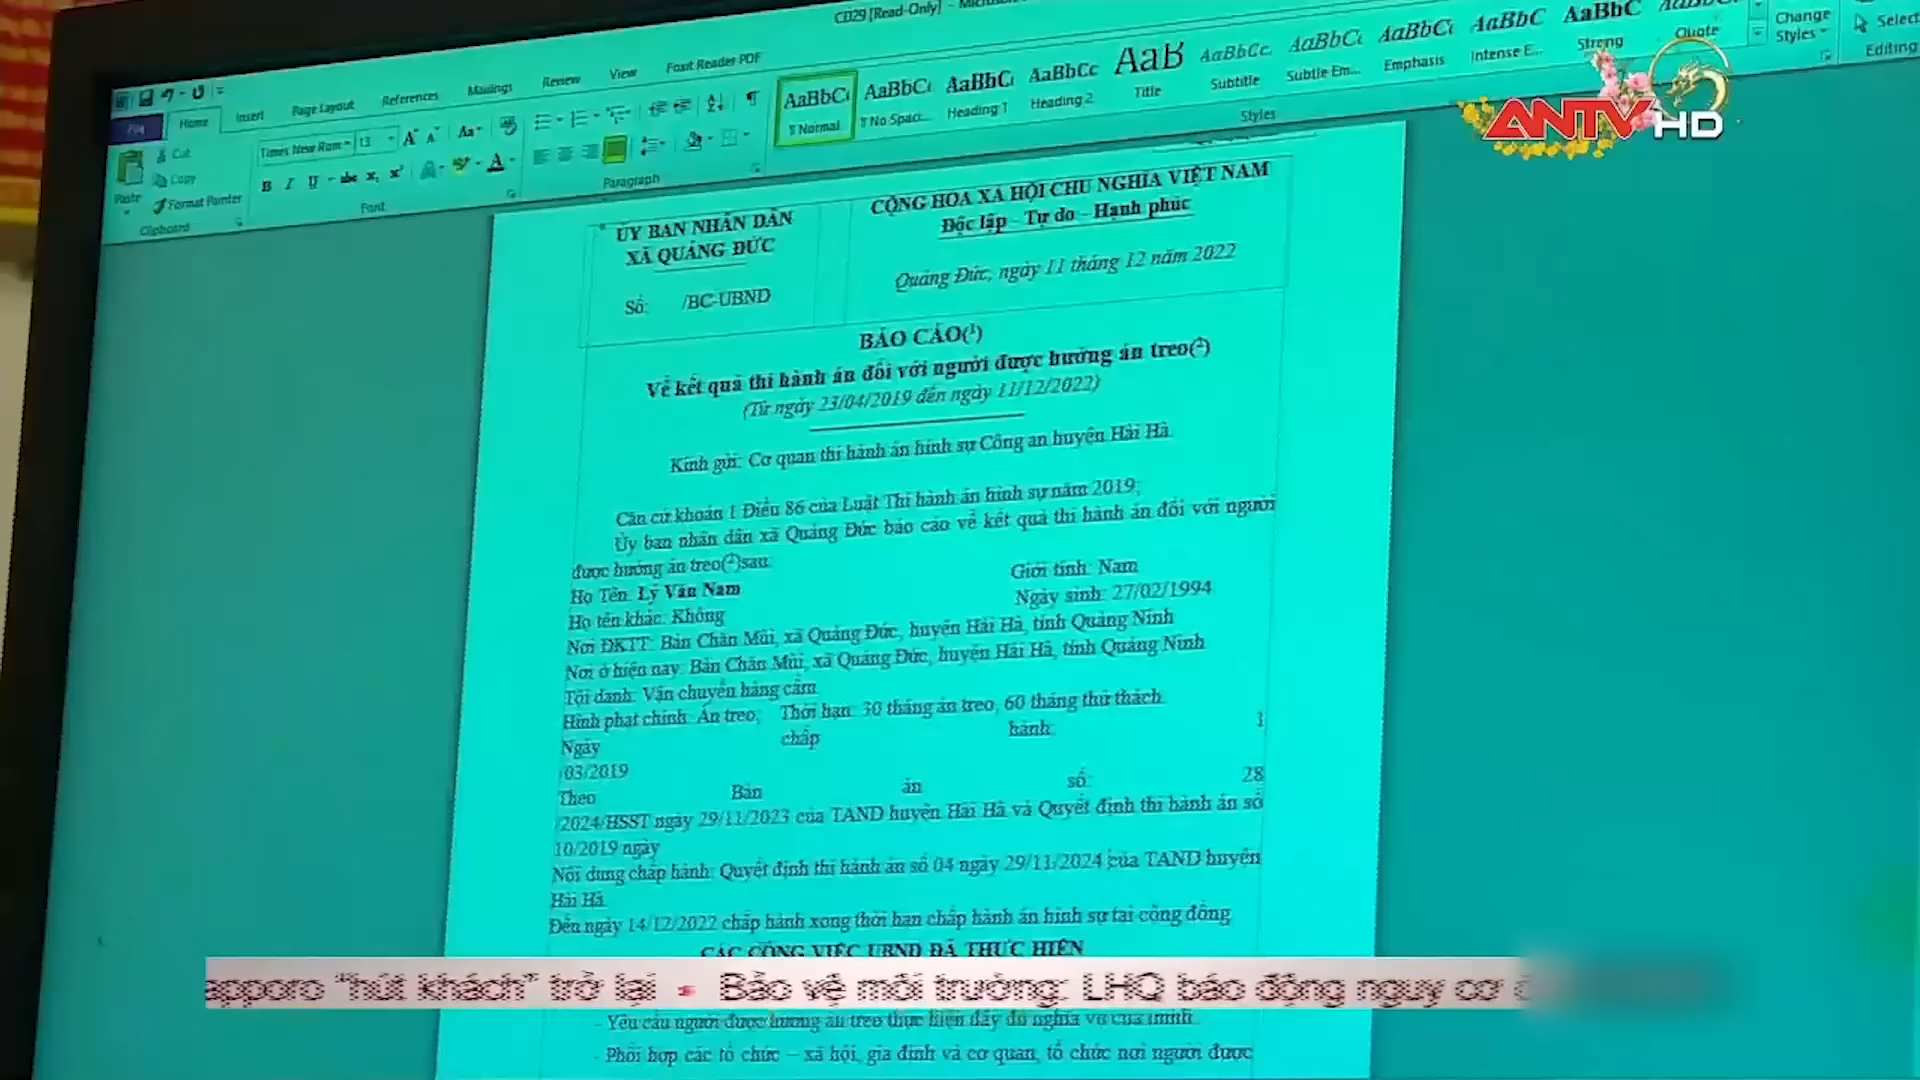 CD29 [Read-Only] -
Home Insert Page Layout References Mailings Review View Foxit Reader PDF
Cut
Copy
Format Painter
Paste
Clipboard
Times New Rom 13
Font
Paragraph
AaBbCc AaBbCc AaBbC AaBbCc AaB AaBbCc. AaBbCc AaBbCc AaBbC AaBbC
¶ Normal ¶ No Spaci... Heading 1 Heading 2 Title Subtitle Subtle Em... Emphasis Intense E... Strong Quote
Change Styles
Select
Styles
Editing
ANTV HD
ỦY BAN NHÂN DÂN
XÃ QUẢNG ĐỨC
Số: /BC-UBND
CỘNG HÒA XÃ HỘI CHỦ NGHĨA VIỆT NAM
Độc lập - Tự do - Hạnh phúc
Quảng Đức, ngày 11 tháng 12 năm 2022
BÁO CÁO(¹)
Về kết quả thi hành án đối với người được hưởng án treo(²)
(Từ ngày 23/04/2019 đến ngày 11/12/2022)
Kính gửi: Cơ quan thi hành án hình sự Công an huyện Hải Hà.
Căn cứ khoản 1 Điều 86 của Luật Thi hành án hình sự năm 2019;
Ủy ban nhân dân xã Quảng Đức báo cáo về kết quả thi hành án đối với người
được hưởng án treo(²)sau:
Họ Tên: Lý Văn Nam Giới tính: Nam
Họ tên khác: Không Ngày sinh: 27/02/1994
Nơi ĐKTT: Bản Chăn Mùi, xã Quảng Đức, huyện Hải Hà, tỉnh Quảng Ninh
Nơi ở hiện nay: Bản Chăn Mùi, xã Quảng Đức, huyện Hải Hà, tỉnh Quảng Ninh
Tội danh: Vận chuyển hàng cấm
Hình phạt chính: Án treo; Thời hạn: 30 tháng án treo, 60 tháng thử thách.
Ngày chấp hành: 1
/03/2019
Theo Bản án số: 28
/2024/HSST ngày 29/11/2023 của TAND huyện Hải Hà và Quyết định thi hành án số
10/2019 ngày
Nội dung chấp hành: Quyết định thi hành án số 04 ngày 29/11/2024 của TAND huyện
Hải Hà.
Đến ngày 14/12/2022 chấp hành xong thời hạn chấp hành án hình sự tại cộng đồng
CÁC CÔNG VIỆC UBND ĐÃ THỰC HIỆN
apporo "hút khách" trở lại Bảo vệ môi trường: LHQ báo động nguy cơ
- Yêu cầu người được hưởng án treo thực hiện đầy đủ nghĩa vụ của mình.
- Phối hợp các tổ chức – xã hội, gia đình và cơ quan, tổ chức nơi người được